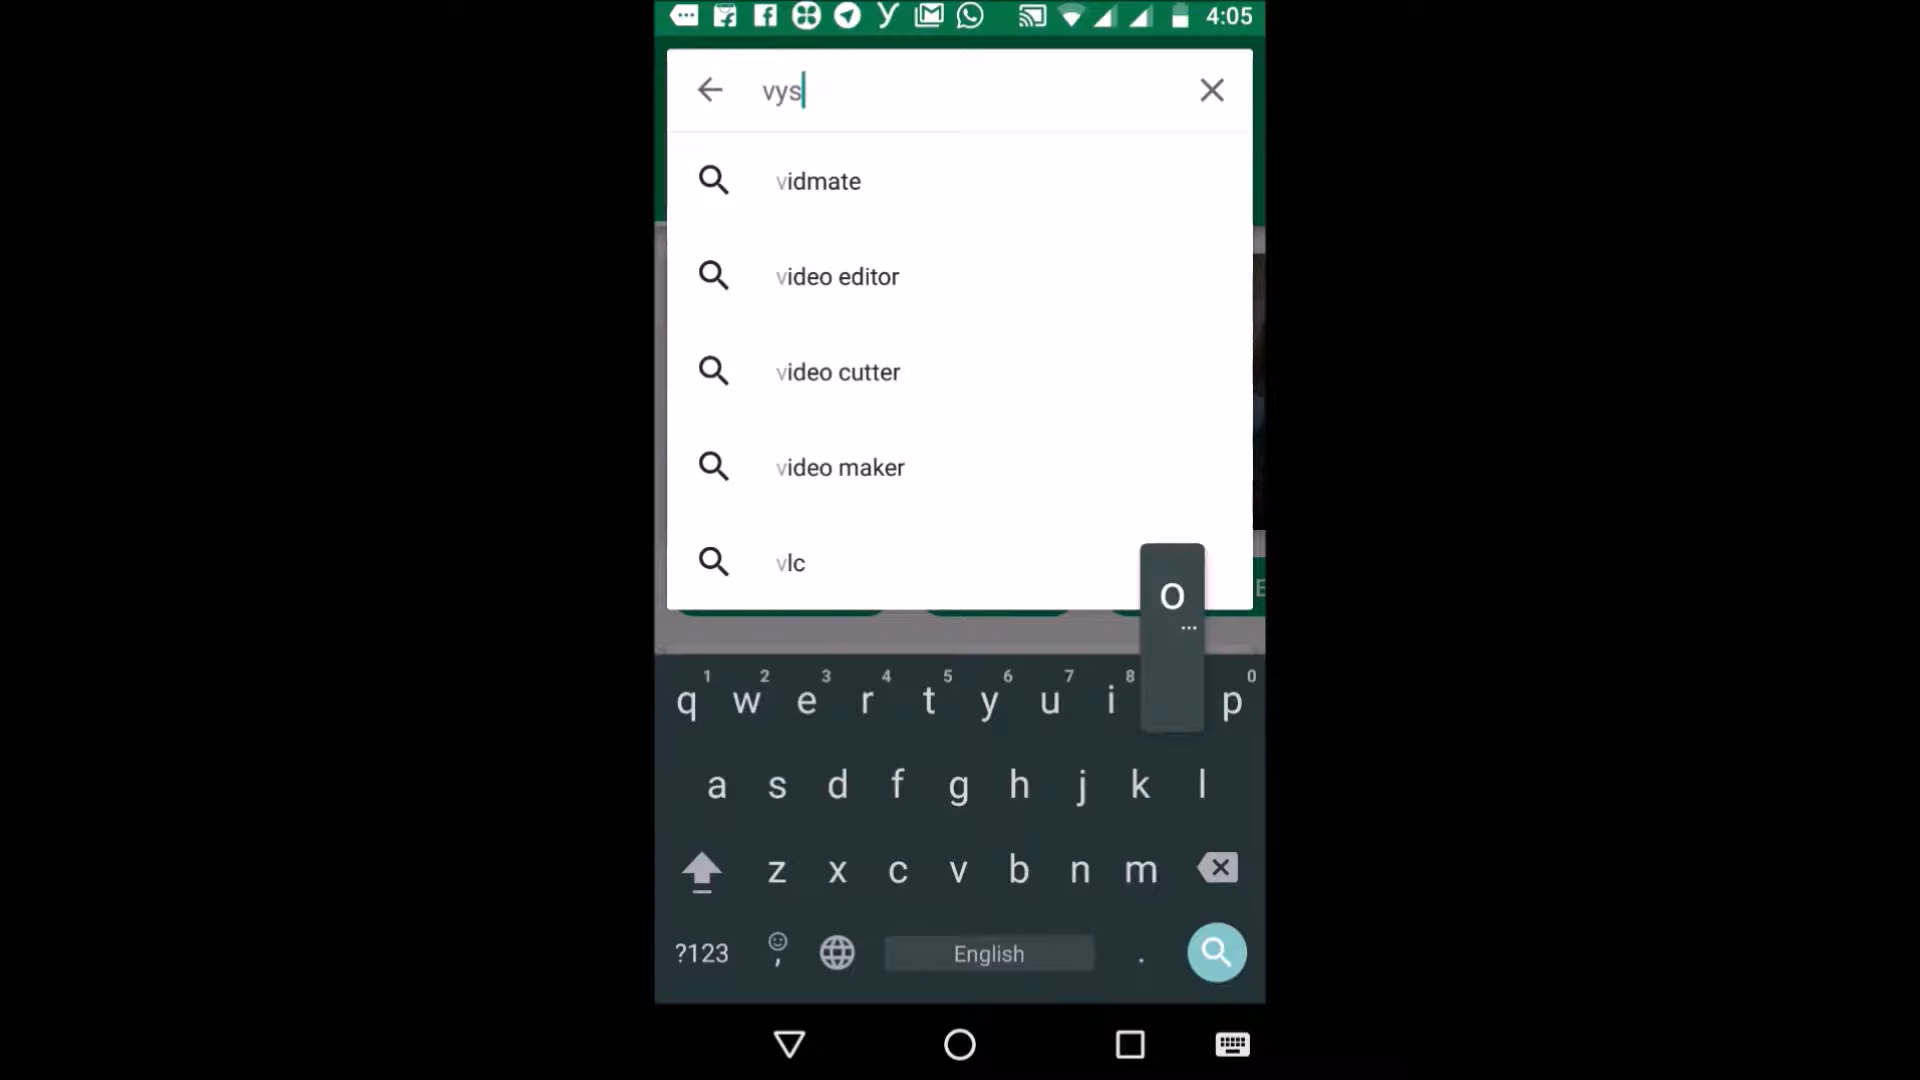 4:05
vys
vidmate
video editor
video cutter
video maker
vlc
E
o
...
1 2 3 4 5 6 7 8 0
q w e r t y u i p
a s d f g h j k l
z x c v b n m
?123 , English .